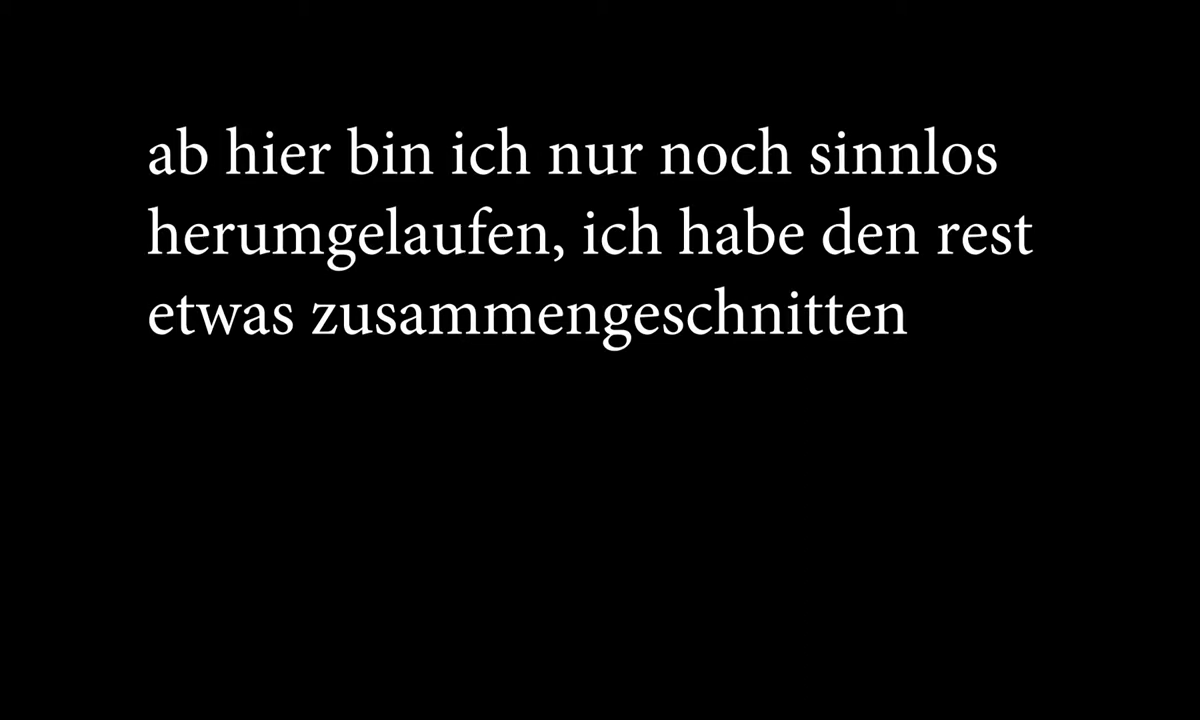 ab hier bin ich nur noch sinnlos
herumgelaufen, ich habe den rest
etwas zusammengeschnitten